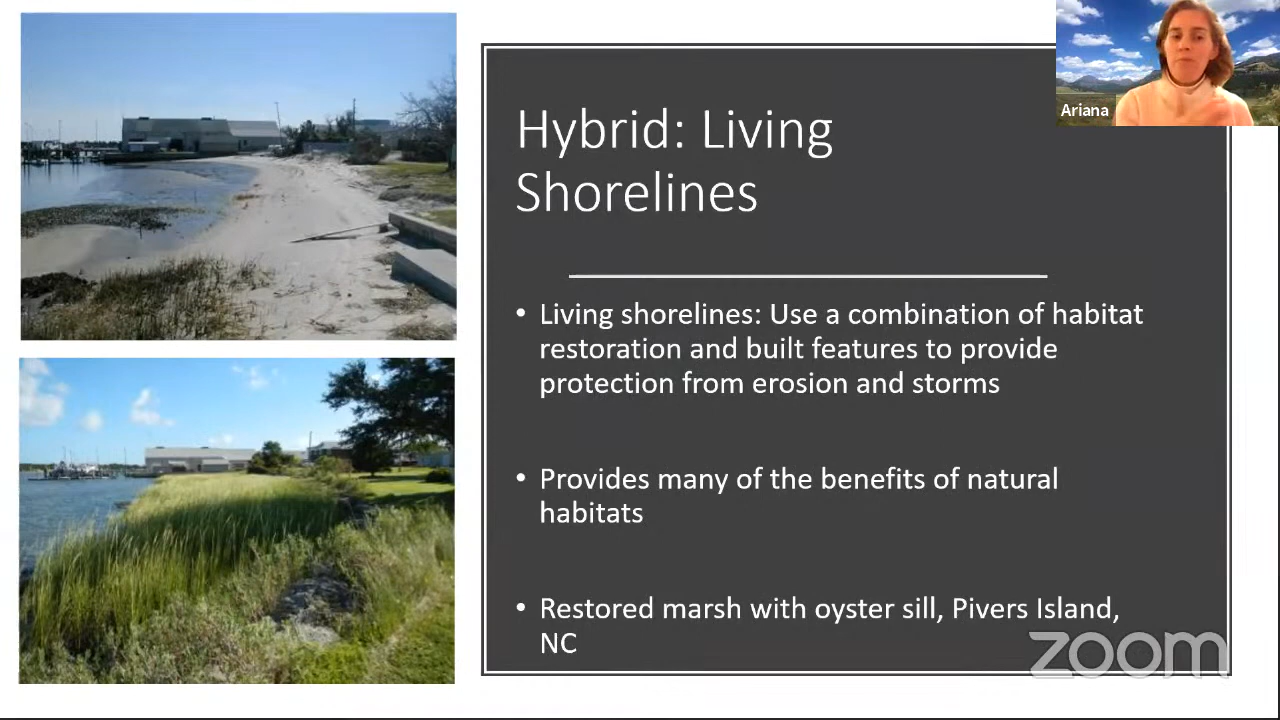 Ariana
Hybrid: Living
Shorelines
• Living shorelines: Use a combination of habitat
restoration and built features to provide
protection from erosion and storms
• Provides many of the benefits of natural
habitats
• Restored marsh with oyster sill, Pivers Island,
NC
zoom